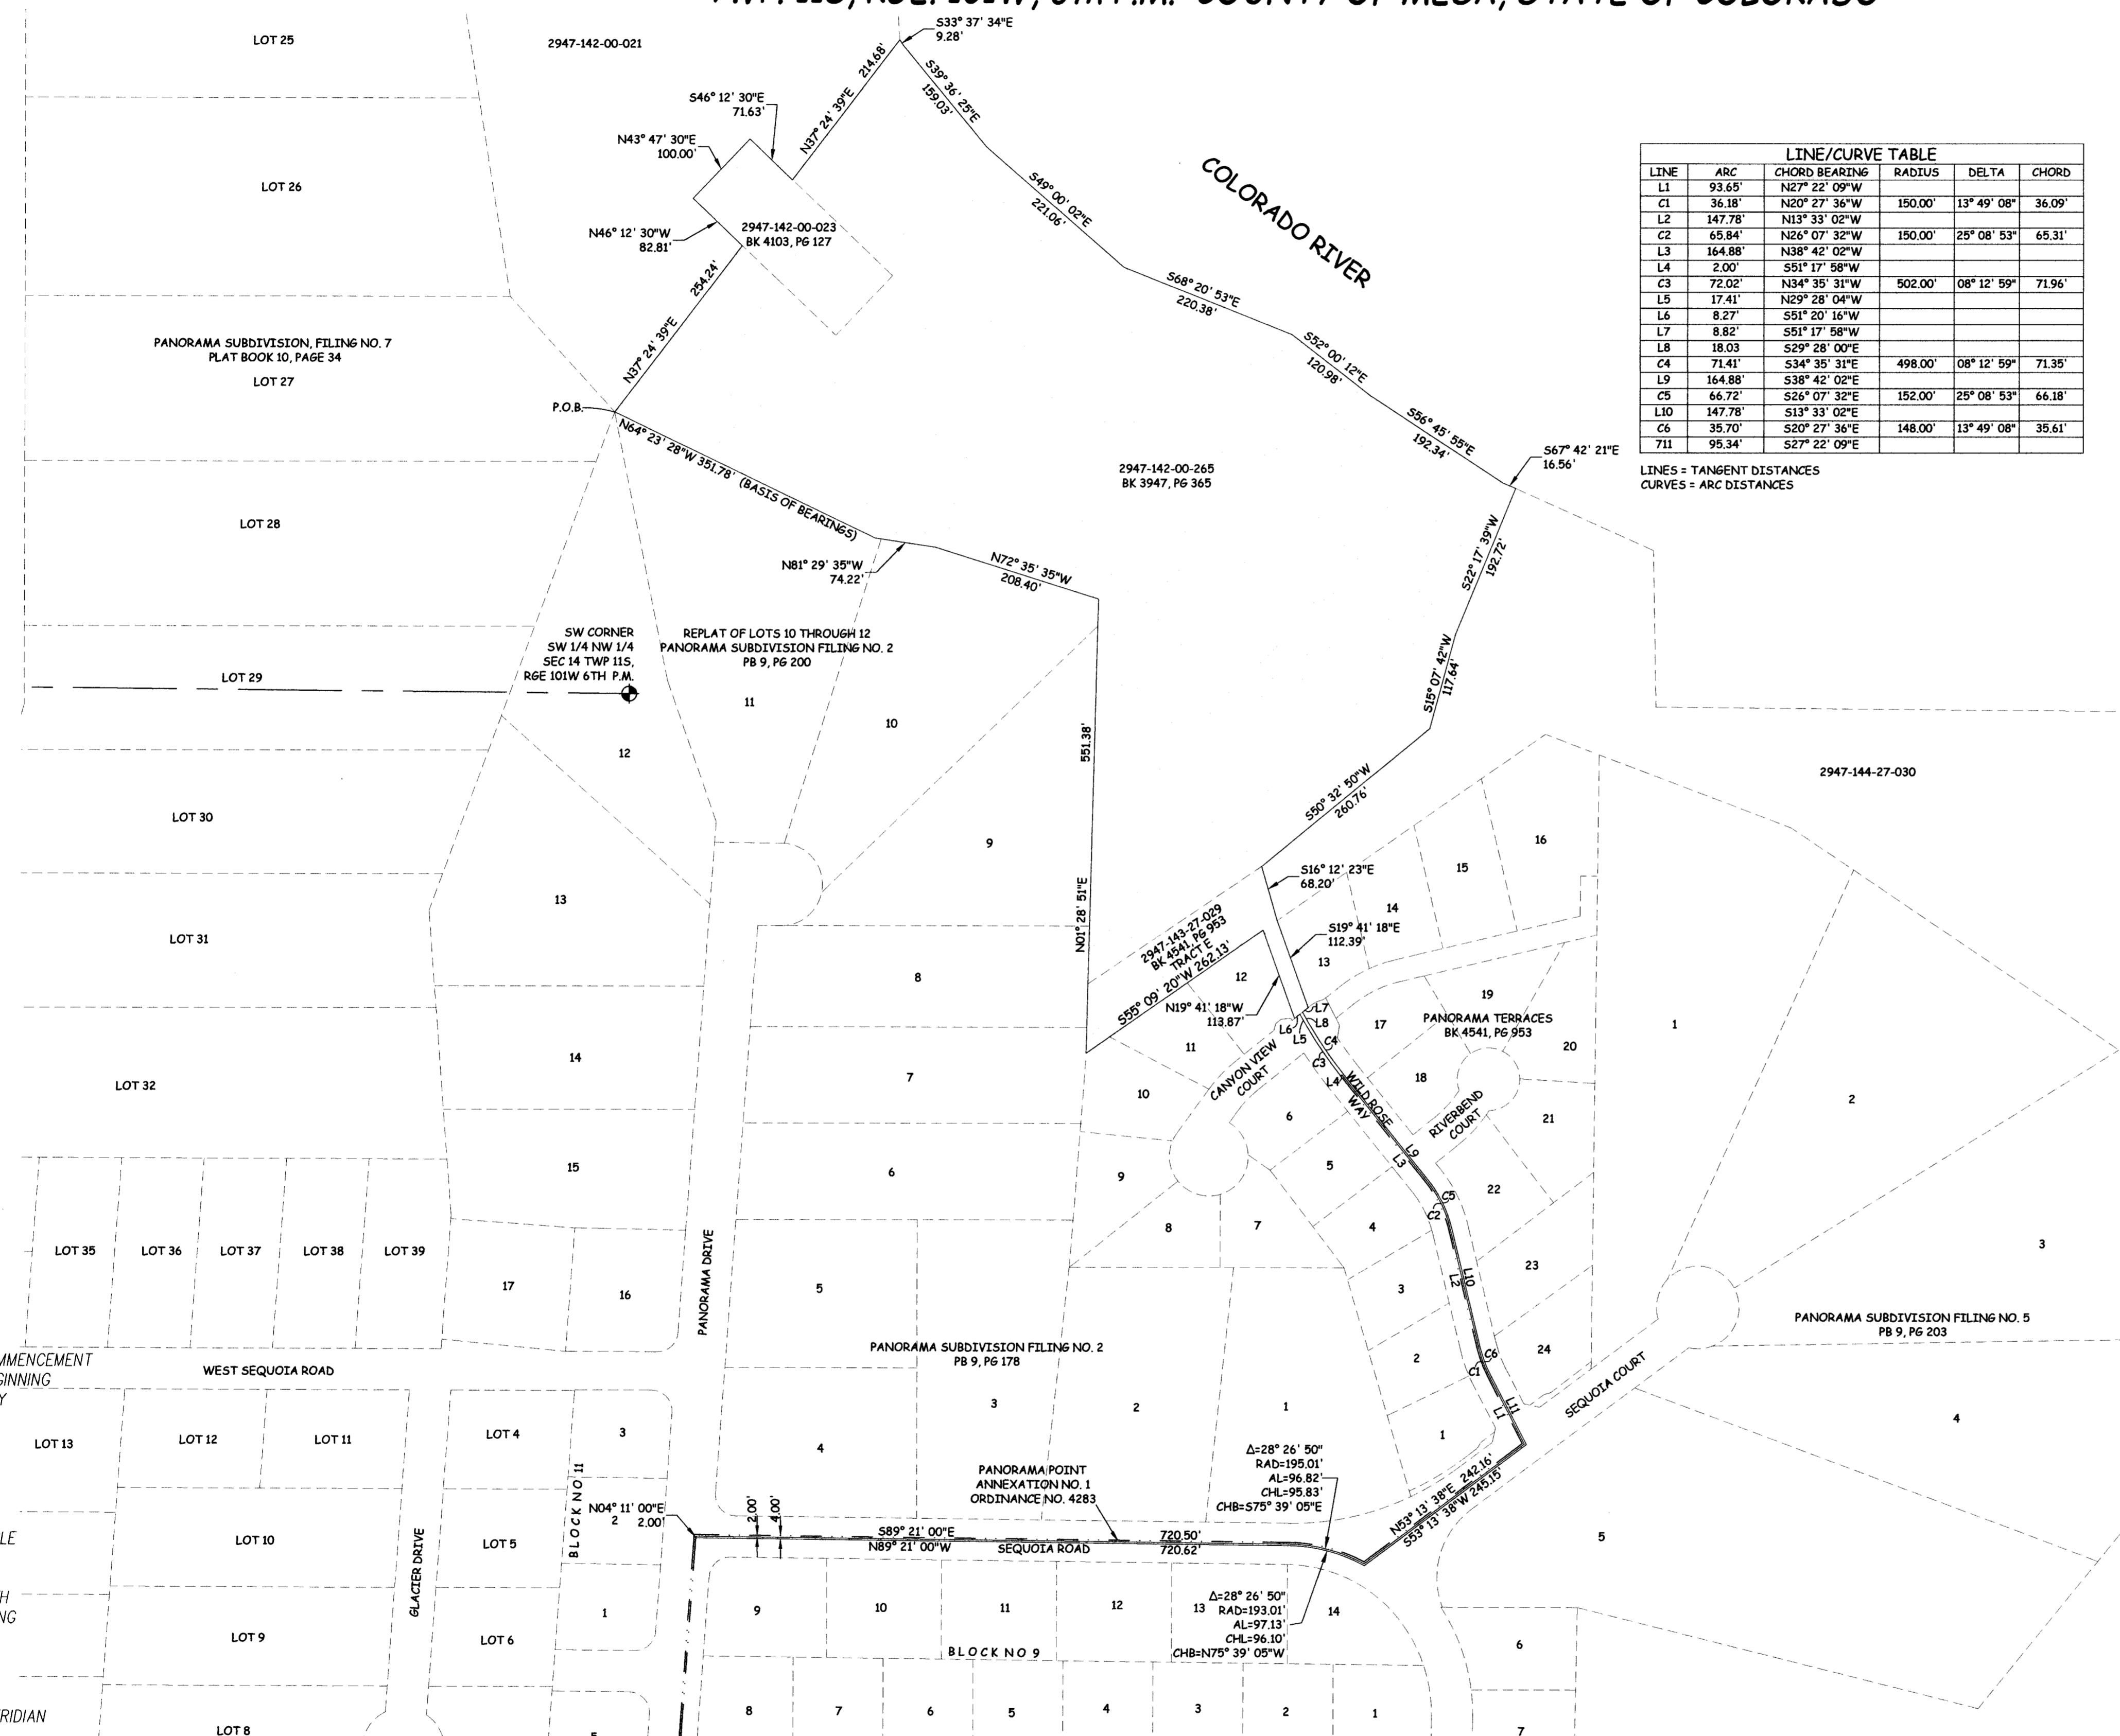 TWP. 11S, RGE. 101W, 6TH P.M. COUNTY OF MESA, STATE OF COLORADO
LOT 25
2947-142-00-021
S33° 37' 34"E
9.28'
214.68'
N37° 24' 39"E
S39° 36' 25"E
159.03'
S46° 12' 30"E
71.63'
N43° 47' 30"E
100.00'
LOT 26
S49° 00' 02"E
221.06'
COLORADO RIVER
N46° 12' 30"W
82.81'
2947-142-00-023
BK 4103, PG 127
254.24'
N37° 24' 39"E
S68° 20' 53"E
220.38'
LINE/CURVE TABLE
LINE ARC CHORD BEARING RADIUS DELTA CHORD
L1 93.65' N27° 22' 09"W
C1 36.18' N20° 27' 36"W 150.00' 13° 49' 08" 36.09'
L2 147.78' N13° 33' 02"W
C2 65.84' N26° 07' 32"W 150.00' 25° 08' 53" 65.31'
L3 164.88' N38° 42' 02"W
L4 2.00' S51° 17' 58"W
C3 72.02' N34° 35' 31"W 502.00' 08° 12' 59" 71.96'
L5 17.41' N29° 28' 04"W
L6 8.27' S51° 20' 16"W
L7 8.82' S51° 17' 58"W
L8 18.03 S29° 28' 00"E
C4 71.41' S34° 35' 31"E 498.00' 08° 12' 59" 71.35'
L9 164.88' S38° 42' 02"E
C5 66.72' S26° 07' 32"E 152.00' 25° 08' 53" 66.18'
L10 147.78' S13° 33' 02"E
C6 35.70' S20° 27' 36"E 148.00' 13° 49' 08" 35.61'
711 95.34' S27° 22' 09"E
LINES = TANGENT DISTANCES
CURVES = ARC DISTANCES
PANORAMA SUBDIVISION, FILING NO. 7
PLAT BOOK 10, PAGE 34
LOT 27
P.O.B.
S52° 00' 12"E
120.98'
S56° 45' 55"E
192.34'
S67° 42' 21"E
16.56'
N64° 23' 28"W 351.78' (BASIS OF BEARINGS)
2947-142-00-265
BK 3947, PG 365
LOT 28
N81° 29' 35"W
74.22'
N72° 35' 35"W
208.40'
S22° 17' 39"W
192.72'
SW CORNER
SW 1/4 NW 1/4
SEC 14 TWP 11S,
RGE 101W 6TH P.M.
REPLAT OF LOTS 10 THROUGH 12
PANORAMA SUBDIVISION FILING NO. 2
PB 9, PG 200
LOT 29
S15° 07' 42"W
117.64'
11
10
12
551.38'
N01° 28' 51"E
S50° 32' 50"W
260.76'
2947-144-27-030
LOT 30
9
16
15
S16° 12' 23"E
68.20'
13
14
LOT 31
2947-143-27-029
BK 4541, PG 953
TRACT E
S55° 09' 20"W 262.13'
S19° 41' 18"E
112.39'
13
8
12
N19° 41' 18"W
113.87'
L7
L8
L6
L5
C4
C3
L4
19
17
PANORAMA TERRACES
BK 4541, PG 953
1
20
11
14
LOT 32
7
10
CANYON VIEW
COURT
WILD ROSE
WAY
18
RIVERBEND
COURT
21
2
6
15
6
9
5
L9
L3
22
C5
C2
8
7
4
LOT 35
LOT 36
LOT 37
LOT 38
LOT 39
3
23
17
16
PANORAMA DRIVE
5
L2
L10
3
PANORAMA SUBDIVISION FILING NO. 5
PB 9, PG 203
MMENCEMENT
GINNING
Y
WEST SEQUOIA ROAD
PANORAMA SUBDIVISION FILING NO. 2
PB 9, PG 178
2
C6
C1
24
SEQUOIA COURT
3
2
1
L11
L1
1
4
LOT 13
LOT 12
LOT 11
LOT 4
3
4
BLOCK NO 11
PANORAMA POINT
ANNEXATION NO. 1
ORDINANCE NO. 4283
Δ=28° 26' 50"
RAD=195.01'
AL=96.82'
CHL=95.83'
CHB=S75° 39' 05"E
N53° 13' 38"E 242.16'
S53° 13' 38"W 245.15'
N04° 11' 00"E
2.00'
2
2.00'
4.00'
S89° 21' 00"E 720.50'
N89° 21' 00"W SEQUOIA ROAD 720.62'
5
LE
LOT 10
GLACIER DRIVE
LOT 5
H
NG
1
9
10
11
12
13
14
Δ=28° 26' 50"
RAD=193.01'
AL=97.13'
CHL=96.10'
CHB=N75° 39' 05"W
LOT 9
LOT 6
BLOCK NO 9
6
RIDIAN
LOT 8
8
7
6
5
4
3
2
1
7